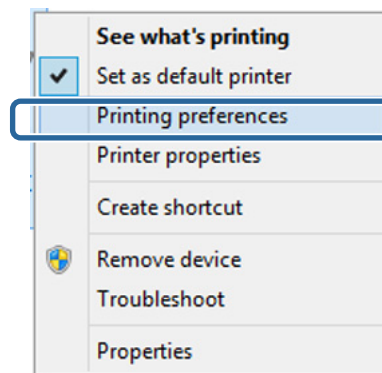 See what's printing
Set as default printer
Printing preferences
Printer properties
Create shortcut
Remove device
Troubleshoot
Properties